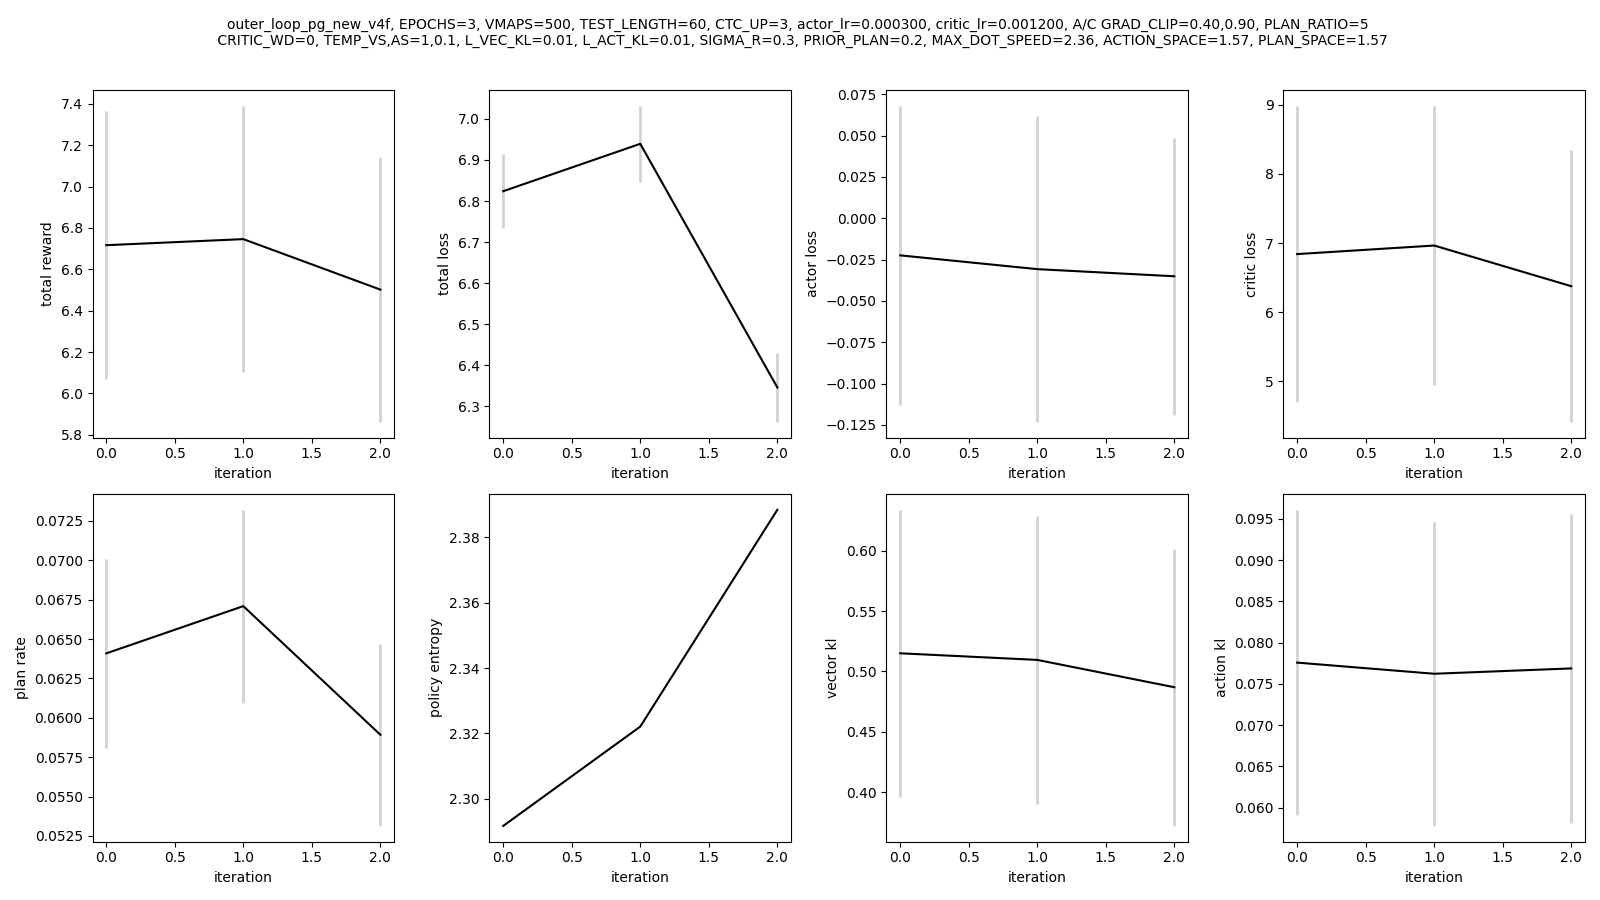 outer_loop_pg_new_v4f, EPOCHS=3, VMAPS=500, TEST_LENGTH=60, CTC_UP=3, actor_lr=0.000300, critic_lr=0.001200, A/C GRAD_CLIP=0.40,0.90, PLAN_RATIO=5
CRITIC_WD=0, TEMP_VS,AS=1,0.1, L_VEC_KL=0.01, L_ACT_KL=0.01, SIGMA_R=0.3, PRIOR_PLAN=0.2, MAX_DOT_SPEED=2.36, ACTION_SPACE=1.57, PLAN_SPACE=1.57
total reward
7.4
7.2
7.0
6.8
6.6
6.4
6.2
6.0
5.8
0.0 0.5 1.0 1.5 2.0
iteration
total loss
7.0
6.9
6.8
6.7
6.6
6.5
6.4
6.3
0.0 0.5 1.0 1.5 2.0
iteration
actor loss
0.075
0.050
0.025
0.000
−0.025
−0.050
−0.075
−0.100
−0.125
0.0 0.5 1.0 1.5 2.0
iteration
critic loss
9
8
7
6
5
0.0 0.5 1.0 1.5 2.0
iteration
plan rate
0.0725
0.0700
0.0675
0.0650
0.0625
0.0600
0.0575
0.0550
0.0525
0.0 0.5 1.0 1.5 2.0
iteration
policy entropy
2.38
2.36
2.34
2.32
2.30
0.0 0.5 1.0 1.5 2.0
iteration
vector kl
0.60
0.55
0.50
0.45
0.40
0.0 0.5 1.0 1.5 2.0
iteration
action kl
0.095
0.090
0.085
0.080
0.075
0.070
0.065
0.060
0.0 0.5 1.0 1.5 2.0
iteration